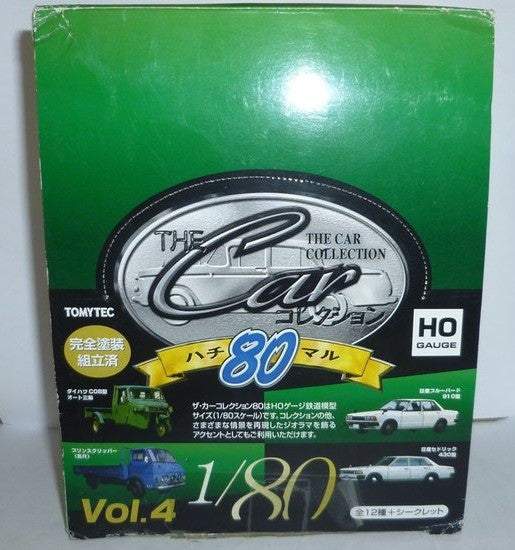 THE
Car
THE CAR
COLLECTION
コレクション
TOMYTEC
HO
GAUGE
完全塗装
組立済
ハチ 80 マル
ダイハツ CO8型
オート三輪
ザ・カーコレクション80はHOゲージ鉄道模型
サイズ(1/80スケール)です。コレクションの他、
さまざまな情景を再現したジオラマを飾る
アクセントとしてもご利用いただけます。
日産ブルーバード
910型
プリンスクリッパー
日産セドリック
430型
Vol.4
1/80
全12種+シークレット